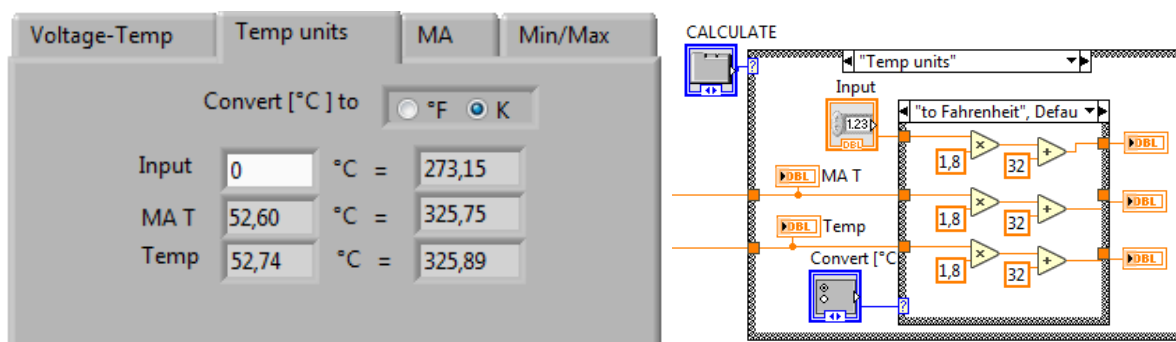 Voltage-Temp Temp units MA Min/Max
Convert [°C ] to °F K
Input 0 °C = 273,15
MA T 52,60 °C = 325,75
Temp 52,74 °C = 325,89
CALCULATE
"Temp units"
?
Input
1.23
DBL
"to Fahrenheit", Defau
x + DBL
1,8 32
DBL MA T
x + DBL
1,8 32
DBL Temp
x + DBL
1,8 32
Convert [°C
?